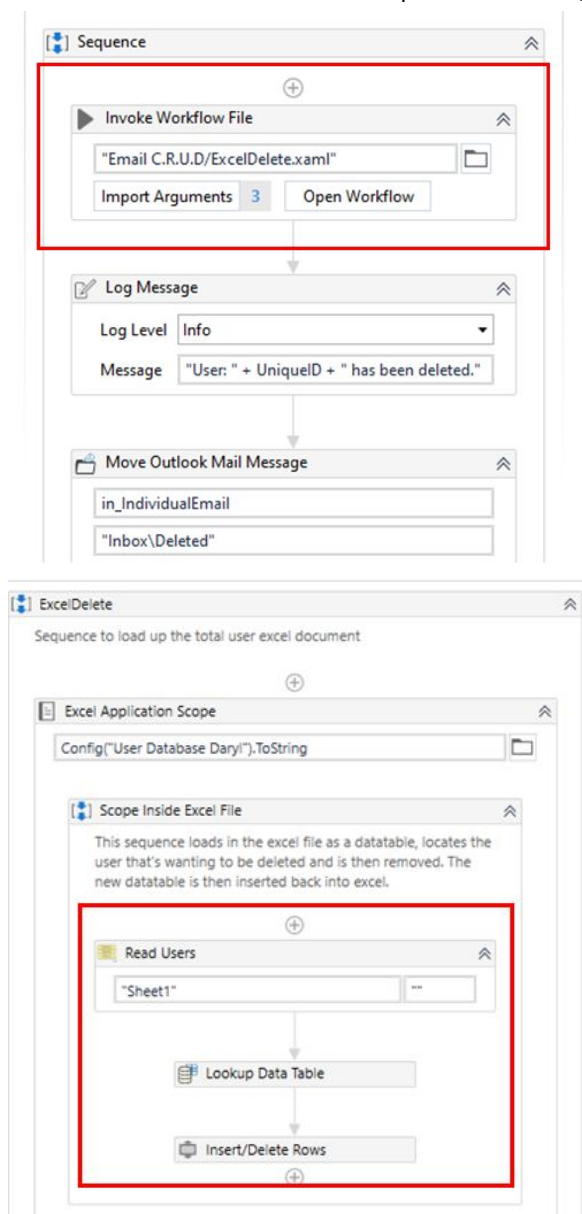 Sequence
Invoke Workflow File
"Email C.R.U.D/ExcelDelete.xaml"
Import Arguments 3 Open Workflow
Log Message
Log Level Info
Message "User: " + UniqueID + " has been deleted."
Move Outlook Mail Message
in_IndividualEmail
"Inbox\Deleted"
ExcelDelete
Sequence to load up the total user excel document
Excel Application Scope
Config("User Database Daryl").ToString
Scope Inside Excel File
This sequence loads in the excel file as a datatable, locates the
user that's wanting to be deleted and is then removed. The
new datatable is then inserted back into excel.
Read Users
"Sheet1" ""
Lookup Data Table
Insert/Delete Rows